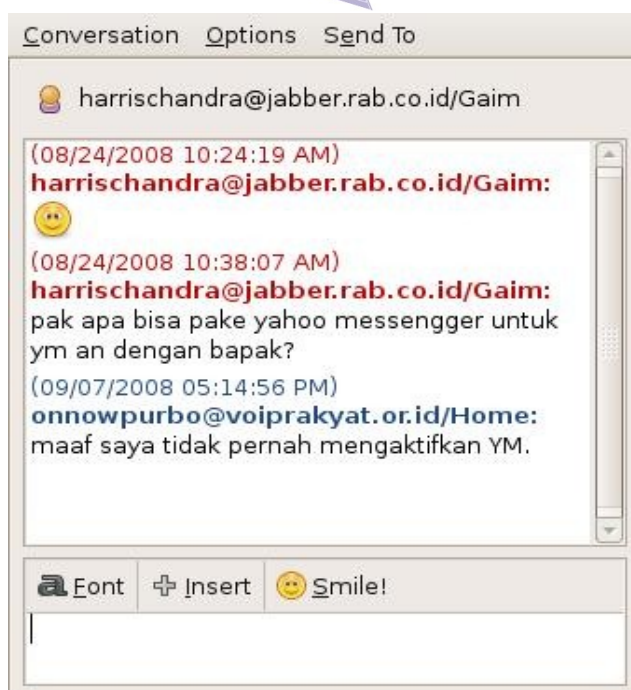 Conversation Options Send To
harrischandra@jabber.rab.co.id/Gaim
(08/24/2008 10:24:19 AM)
harrischandra@jabber.rab.co.id/Gaim:
(08/24/2008 10:38:07 AM)
harrischandra@jabber.rab.co.id/Gaim:
pak apa bisa pake yahoo messengger untuk
ym an dengan bapak?
(09/07/2008 05:14:56 PM)
onnowpurbo@voiprakyat.or.id/Home:
maaf saya tidak pernah mengaktifkan YM.
Font Insert Smile!